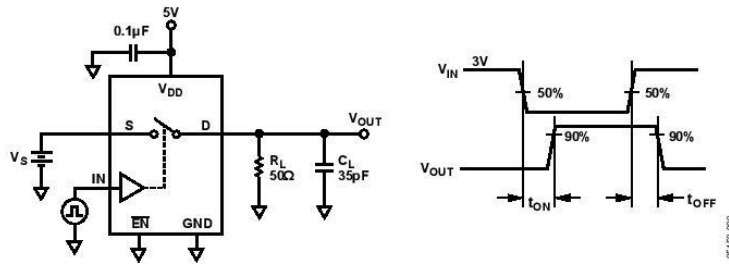 5V
0.1µF
VDD
S
D
VOUT
VS
IN
RL
50Ω
CL
35pF
EN
GND
VIN
3V
50%
50%
90%
90%
VOUT
tON
tOFF